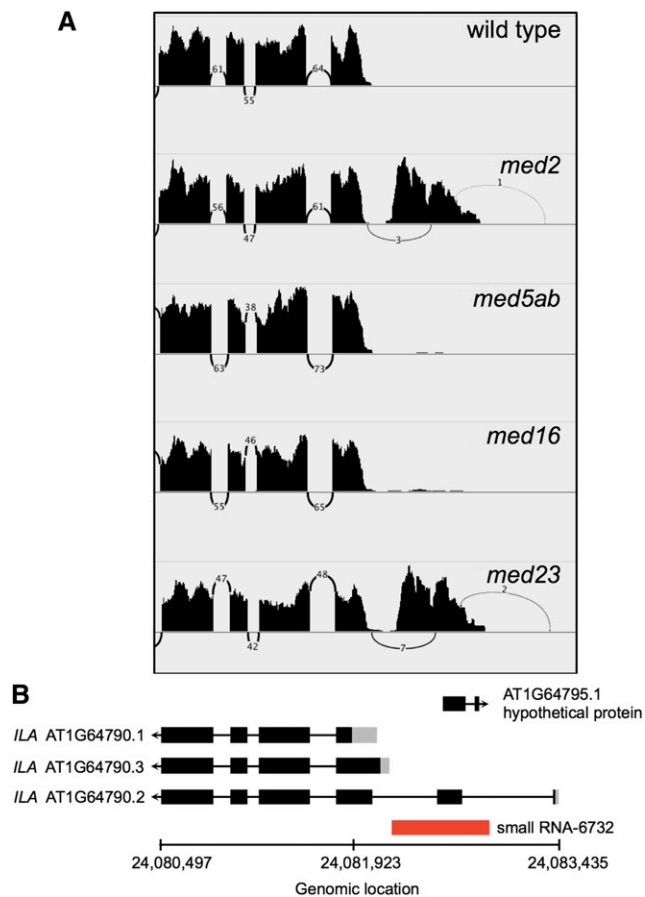 A
wild type
61
55
64
med2
56
47
61
3
1
med5ab
63
38
73
med16
55
46
65
med23
47
42
48
7
2
B
AT1G64795.1
hypothetical protein
ILA AT1G64790.1
ILA AT1G64790.3
ILA AT1G64790.2
small RNA-6732
24,080,497
24,081,923
24,083,435
Genomic location